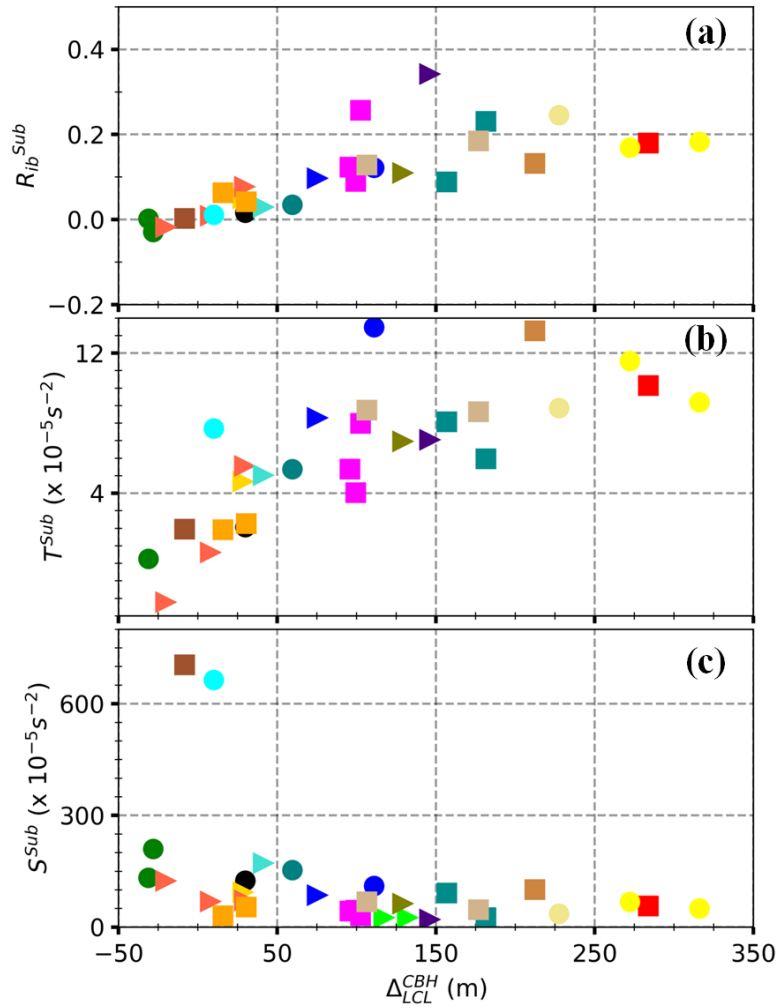 (a)
0.4
0.2
0.0
−0.2
R_ib^Sub
(b)
12
4
T^Sub (x 10^-5 s^-2)
(c)
600
300
0
S^Sub (x 10^-5 s^-2)
−50 50 150 250 350
Δ_LCL^CBH (m)